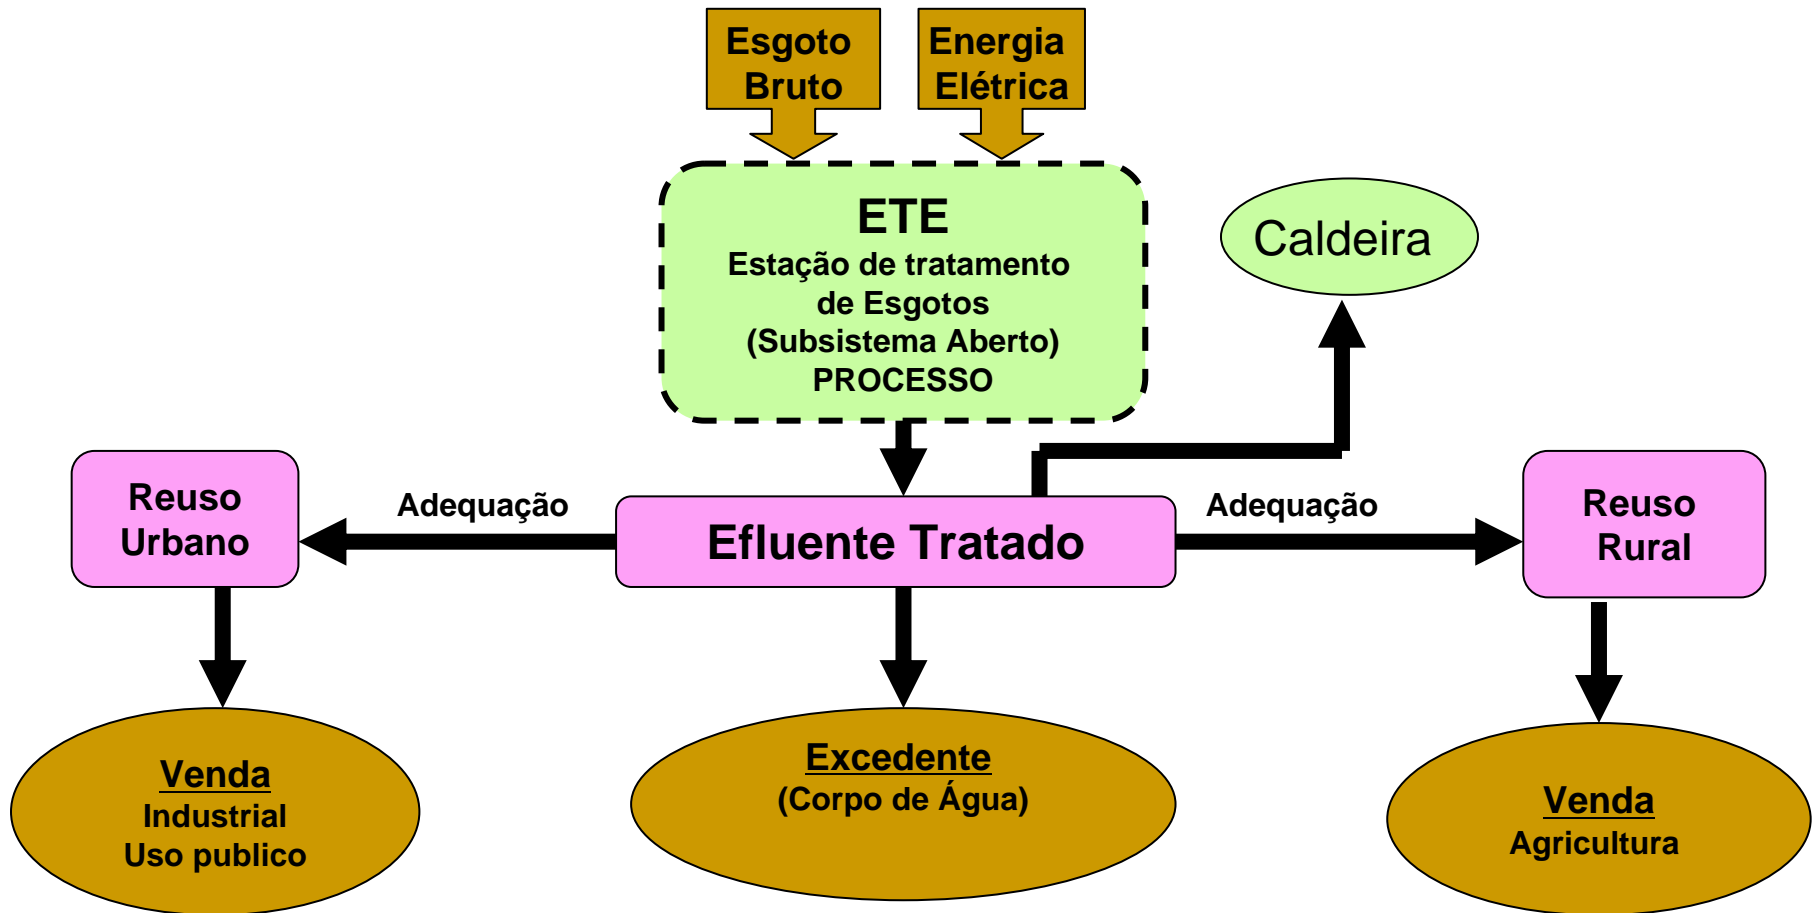 Esgoto
Bruto
Energia
Elétrica
ETE
Estação de tratamento
de Esgotos
(Subsistema Aberto)
PROCESSO
Caldeira
Reuso
Urbano
Adequação
Efluente Tratado
Adequação
Reuso
Rural
Venda
Industrial
Uso publico
Excedente
(Corpo de Água)
Venda
Agricultura